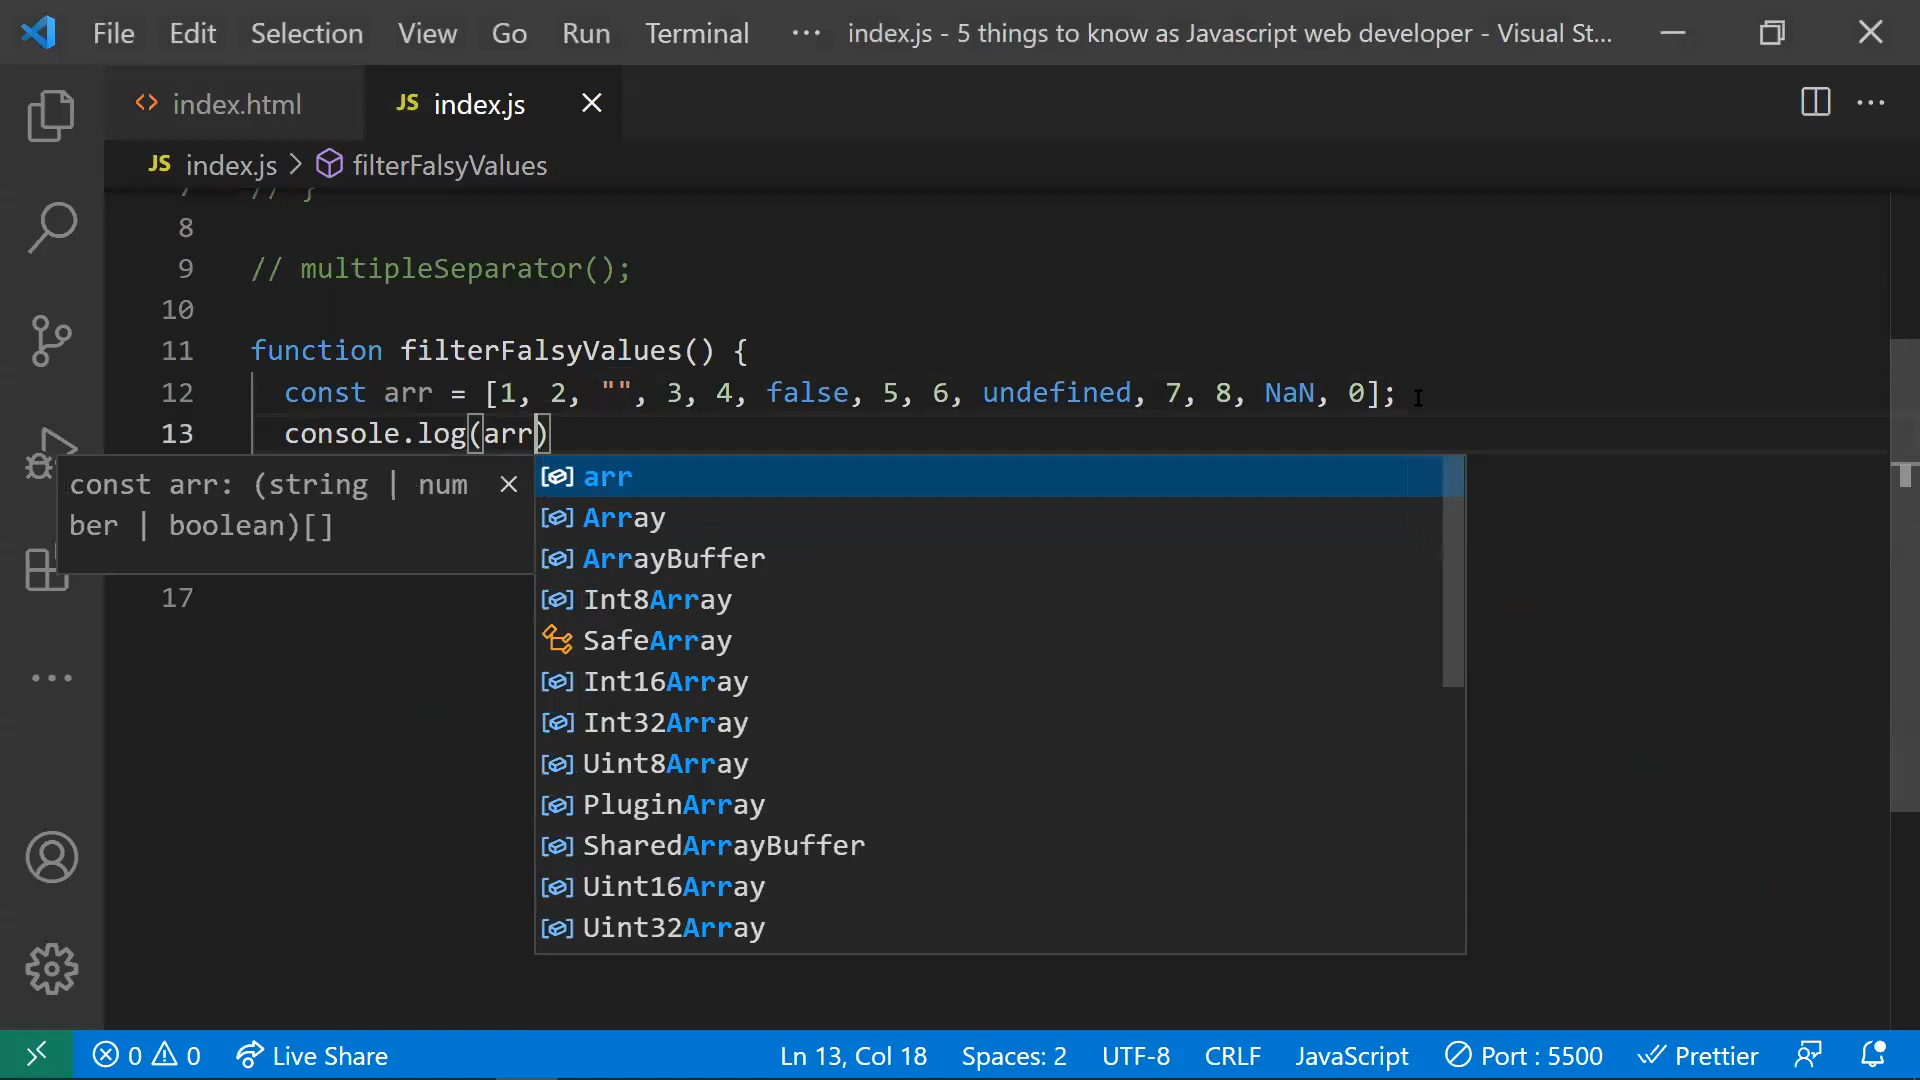 File Edit Selection View Go Run Terminal ··· index.js - 5 things to know as Javascript web developer - Visual St...
index.html JS index.js
JS index.js > filterFalsyValues
7 // }
8
9 // multipleSeparator();
10
11 function filterFalsyValues() {
12 const arr = [1, 2, "", 3, 4, false, 5, 6, undefined, 7, 8, NaN, 0];
13 console.log(arr)
const arr: (string | num
ber | boolean)[]
arr
Array
ArrayBuffer
Int8Array
SafeArray
Int16Array
Int32Array
Uint8Array
PluginArray
SharedArrayBuffer
Uint16Array
Uint32Array
17
0 0 Live Share Ln 13, Col 18 Spaces: 2 UTF-8 CRLF JavaScript Port : 5500 Prettier